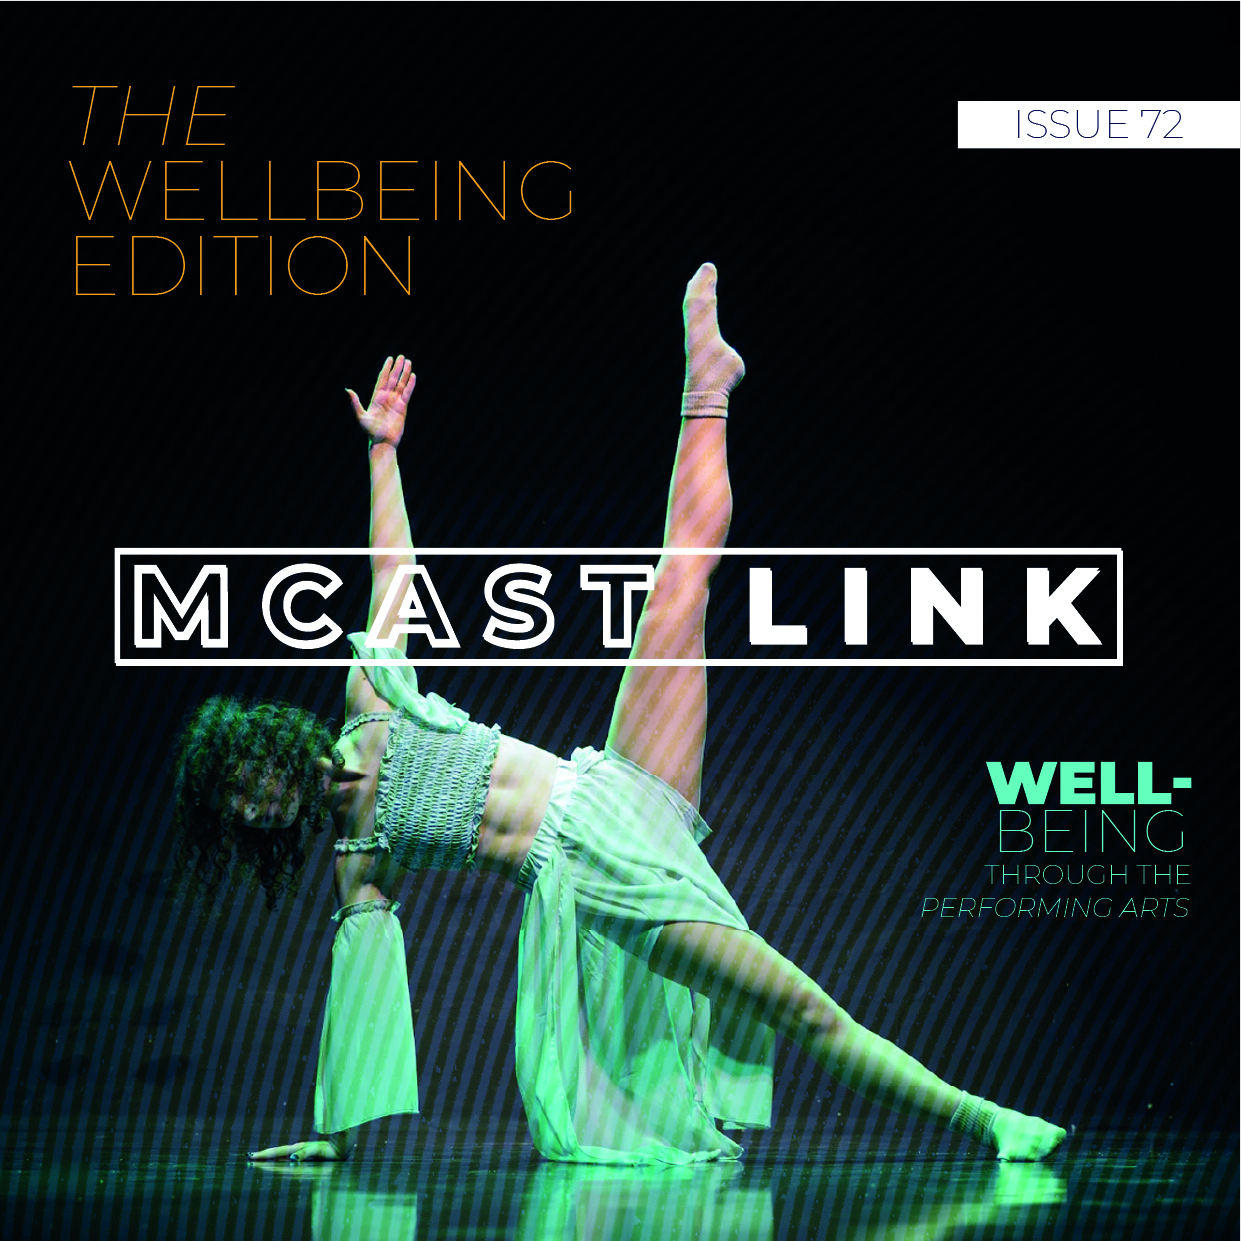 THE
WELLBEING
EDITION
ISSUE 72
MCAST LINK
WELL-
BEING
THROUGH THE
PERFORMING ARTS